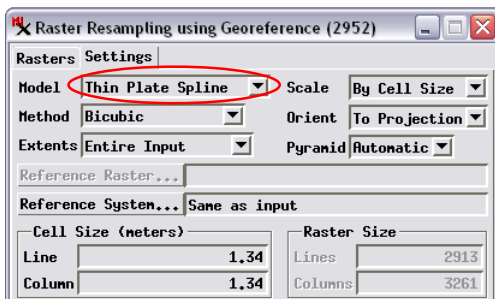 Raster Resampling using Georeference (2952)
Rasters Settings
Model Thin Plate Spline Scale By Cell Size
Method Bicubic Orient To Projection
Extents Entire Input Pyramid Automatic
Reference Raster...
Reference System... Same as input
Cell Size (meters) Raster Size
Line 1.34 Lines 2913
Column 1.34 Columns 3261